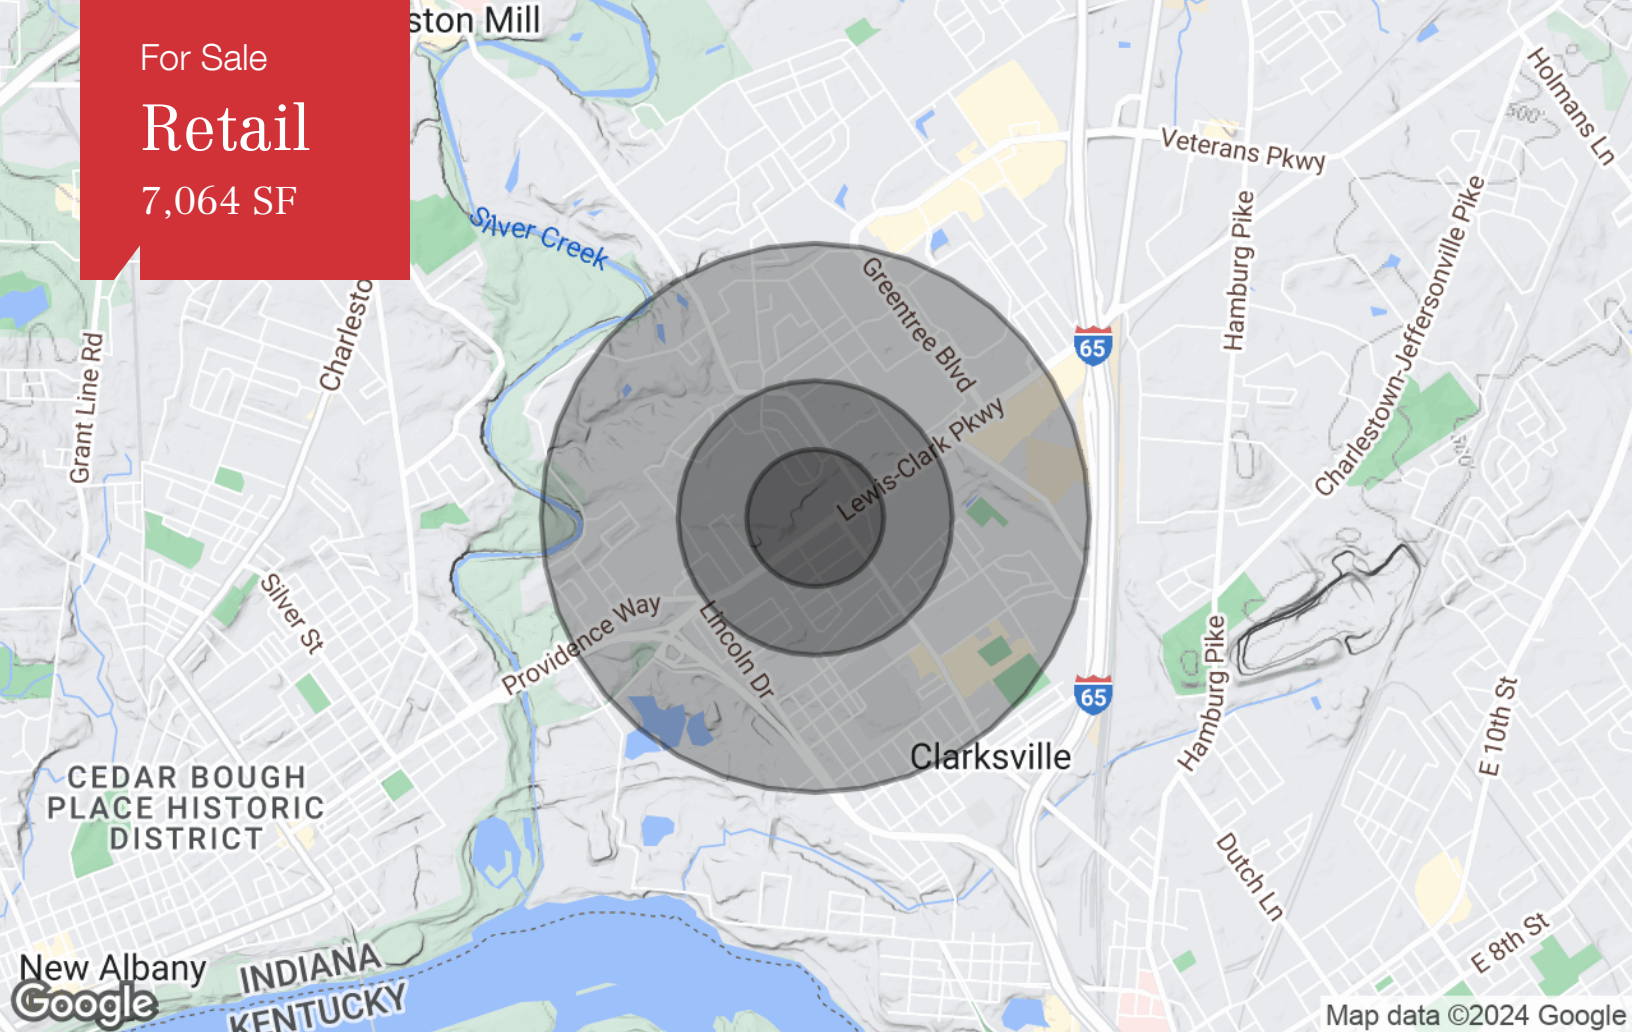 For Sale
Retail
7,064 SF
ston Mill
Holmans Ln
500'
Veterans Pkwy
Silver Creek
Hamburg Pike
Charlestown-Jeffersonville Pike
Greentree Blvd
Charlesto
Grant Line Rd
65
Lewis-Clark Pkwy
500'
Silver St
Providence Way
Lincoln Dr
65
Hamburg Pike
E 10th St
Clarksville
CEDAR BOUGH
PLACE HISTORIC
DISTRICT
Dutch Ln
E 8th St
New Albany
INDIANA
KENTUCKY
Google
Map data ©2024 Google